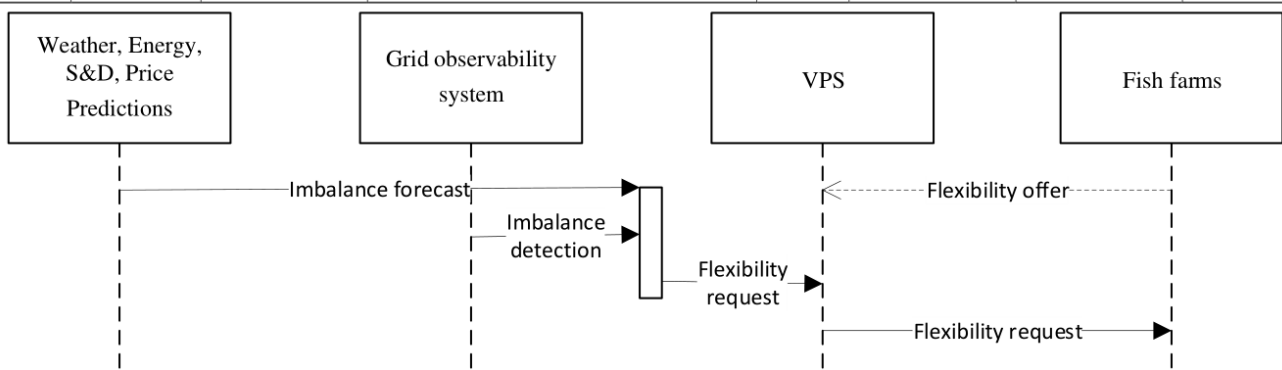 Weather, Energy,
S&D, Price
Predictions
Grid observability
system
VPS
Fish farms
Imbalance forecast
Flexibility offer
Imbalance
detection
Flexibility
request
Flexibility request